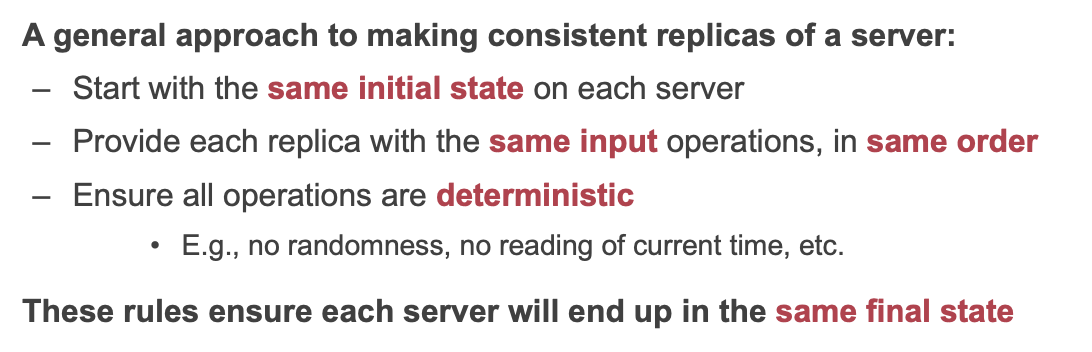 A general approach to making consistent replicas of a server:
– Start with the same initial state on each server
– Provide each replica with the same input operations, in same order
– Ensure all operations are deterministic
• E.g., no randomness, no reading of current time, etc.
These rules ensure each server will end up in the same final state